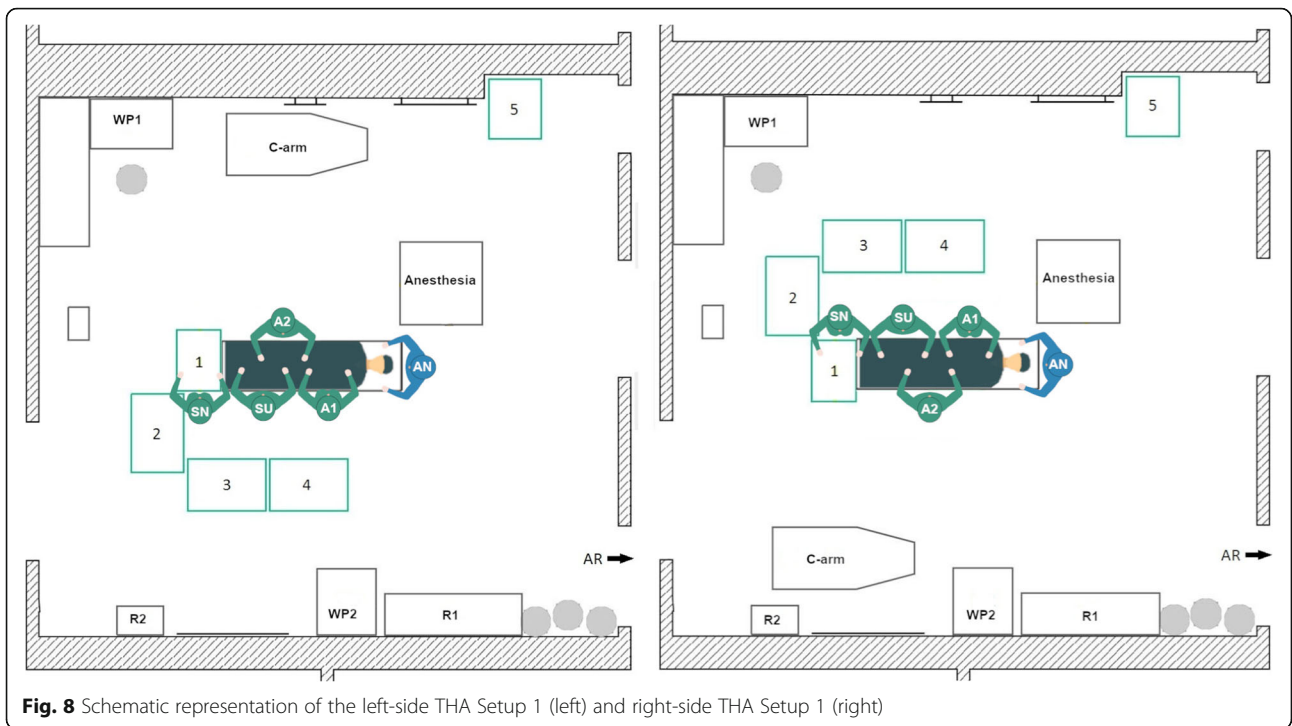 WP1
C-arm
5
Anesthesia
A2
1
AN
SN
SU
A1
2
3
4
AR
WP2
R1
R2
5
WP1
3
4
2
Anesthesia
SN
SU
A1
AN
1
A2
C-arm
AR
WP2
R1
R2
Fig. 8 Schematic representation of the left-side THA Setup 1 (left) and right-side THA Setup 1 (right)